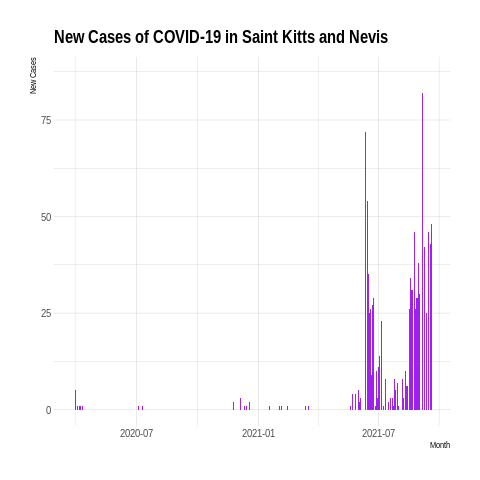 New Cases of COVID-19 in Saint Kitts and Nevis
New Cases
75
50
25
0
2020-07 2021-01 2021-07
Month